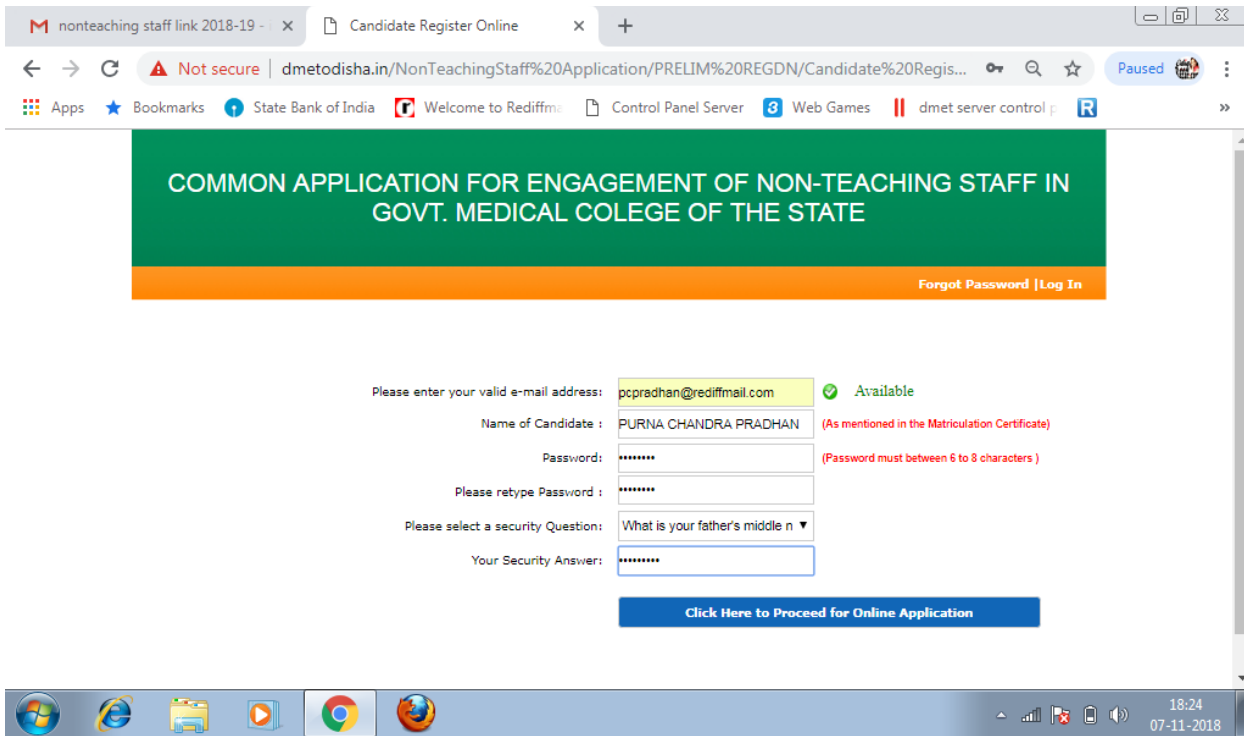 nonteaching staff link 2018-19 -
Candidate Register Online
Not secure | dmetodisha.in/NonTeachingStaff%20Application/PRELIM%20REGDN/Candidate%20Regis...
Paused
Apps
Bookmarks
State Bank of India
Welcome to Rediffma
Control Panel Server
3 Web Games
dmet server control p
R
»
COMMON APPLICATION FOR ENGAGEMENT OF NON-TEACHING STAFF IN
GOVT. MEDICAL COLEGE OF THE STATE
Forgot Password |Log In
Please enter your valid e-mail address: pcpradhan@rediffmail.com Available
Name of Candidate : PURNA CHANDRA PRADHAN (As mentioned in the Matriculation Certificate)
Password: •••••••• (Password must between 6 to 8 characters )
Please retype Password : ••••••••
Please select a security Question: What is your father's middle n
Your Security Answer: •••••••••
Click Here to Proceed for Online Application
18:24
07-11-2018